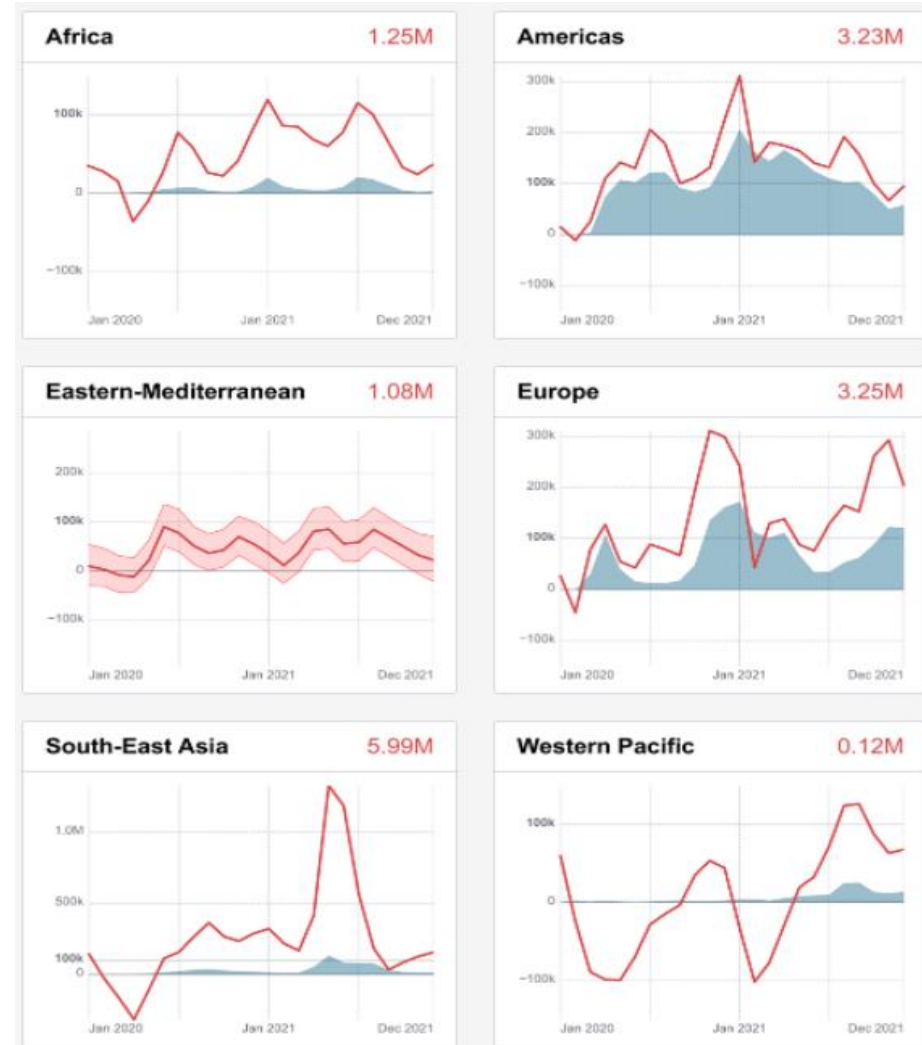 Africa 1.25M
100k
0
−100k
Jan 2020 Jan 2021 Dec 2021
Americas 3.23M
300k
200k
100k
0
−100k
Jan 2020 Jan 2021 Dec 2021
Eastern-Mediterranean 1.08M
200k
100k
0
−100k
Jan 2020 Jan 2021 Dec 2021
Europe 3.25M
300k
200k
100k
0
−100k
Jan 2020 Jan 2021 Dec 2021
South-East Asia 5.99M
1.0M
500k
100k
0
Jan 2020 Jan 2021 Dec 2021
Western Pacific 0.12M
100k
0
−100k
Jan 2020 Jan 2021 Dec 2021